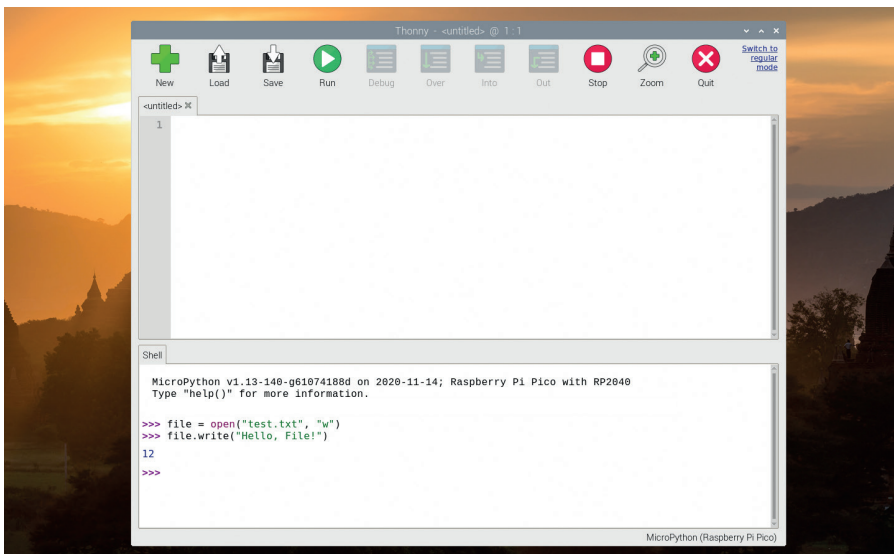 Thonny - <untitled> @ 1:1
New Load Save Run Debug Over Into Out Stop Zoom Quit
Switch to
regular
mode
<untitled>
1
Shell
MicroPython v1.13-140-g61074188d on 2020-11-14; Raspberry Pi Pico with RP2040
Type "help()" for more information.
>>> file = open("test.txt", "w")
>>> file.write("Hello, File!")
12
>>>
MicroPython (Raspberry Pi Pico)